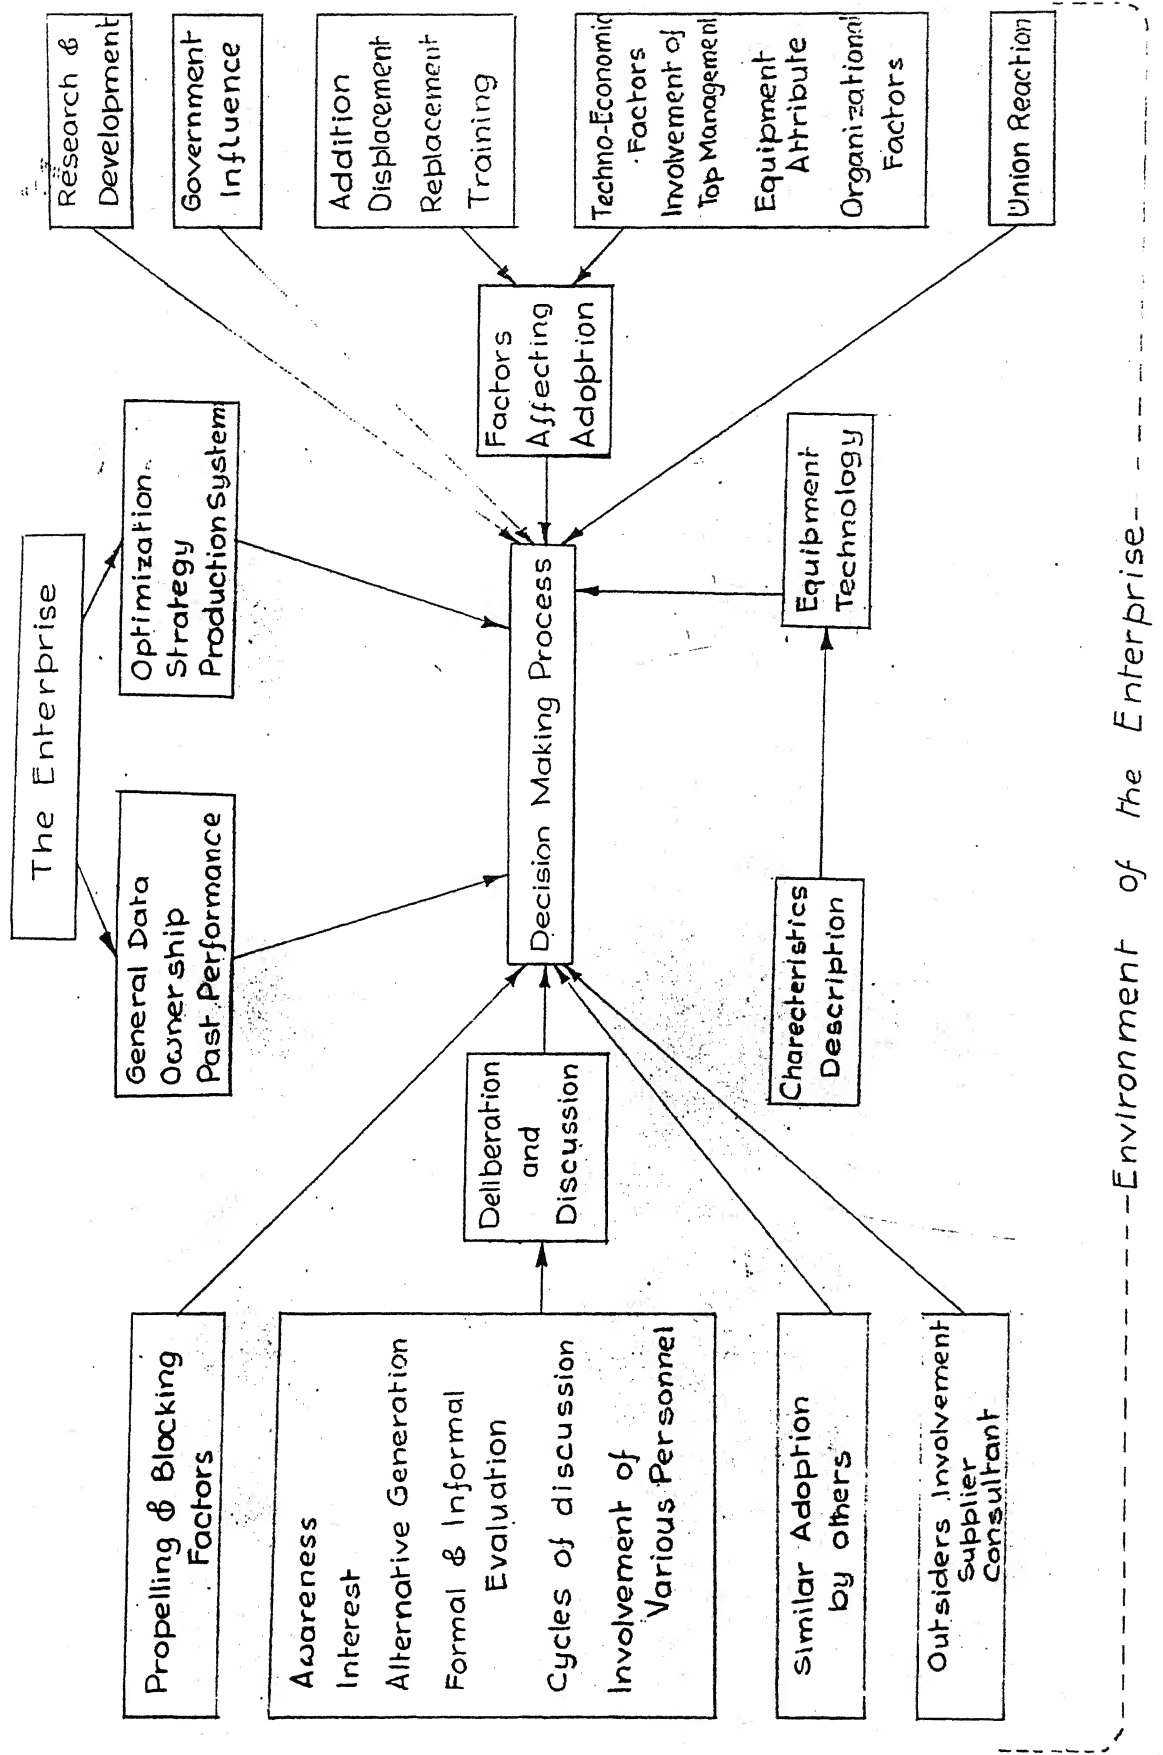 The Enterprise
General Data
Ownership
Past Performance
Optimization
Strategy
Production System
Propelling & Blocking
Factors
Awareness
Interest
Alternative Generation
Formal & Informal
Evaluation
Cycles of discussion
Involvement of
Various Personnel
Similar Adoption
by others
Outsiders Involvement
Supplier
Consultant
Deliberation
and
Discussion
Decision Making Process
Charecteristics
Description
Equipment
Technology
Factors
Affecting
Adoption
Research &
Development
Government
Influence
Addition
Displacement
Replacement
Training
Techno-Economic
Factors
Involvement of
Top Management
Equipment
Attribute
Organizational
Factors
Union Reaction
Environment of the Enterprise